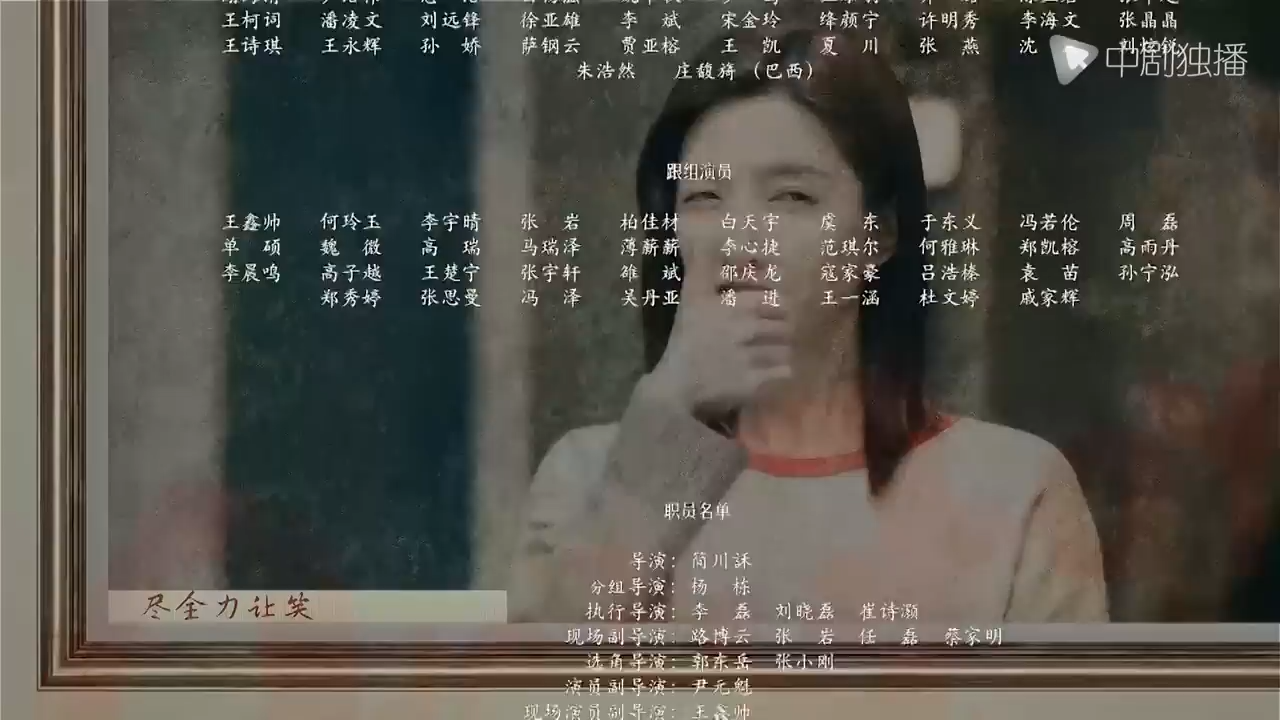 王柯词 潘凌文 刘远锋 徐亚雄 李 斌 宋金玲 绛颜宁 许明秀 李海文 张晶晶
王诗琪 王永辉 孙 娇 萨钢云 贾亚榕 王 凯 夏 川 张 燕 沈
朱浩然 庄馥旖 (巴西)
中剧独播
跟组演员
王鑫帅 何玲玉 李宇晴 张 岩 柏佳材 白天宇 虞 东 于东义 冯若伦 周 磊
单 硕 魏 微 高 瑞 马瑞泽 薄薪薪 李心捷 范琪尔 何雅琳 郑凯榕 高雨丹
李晨鸣 高子越 王楚宁 张宇轩 雒 斌 邵庆龙 寇家豪 吕浩榛 袁 苗 孙宁泓
郑秀婷 张思曼 冯 泽 吴丹亚 潘 进 王一涵 杜文婷 戚家辉
职员名单
导演: 简川訸
分组导演: 杨 栋
执行导演: 李 磊 刘晓磊 崔诗灏
现场副导演: 路博云 张 岩 任 磊 蔡家明
选角导演: 郭东岳 张小刚
演员副导演: 尹元魁
现场演员副导演: 王鑫帅
尽全力让笑